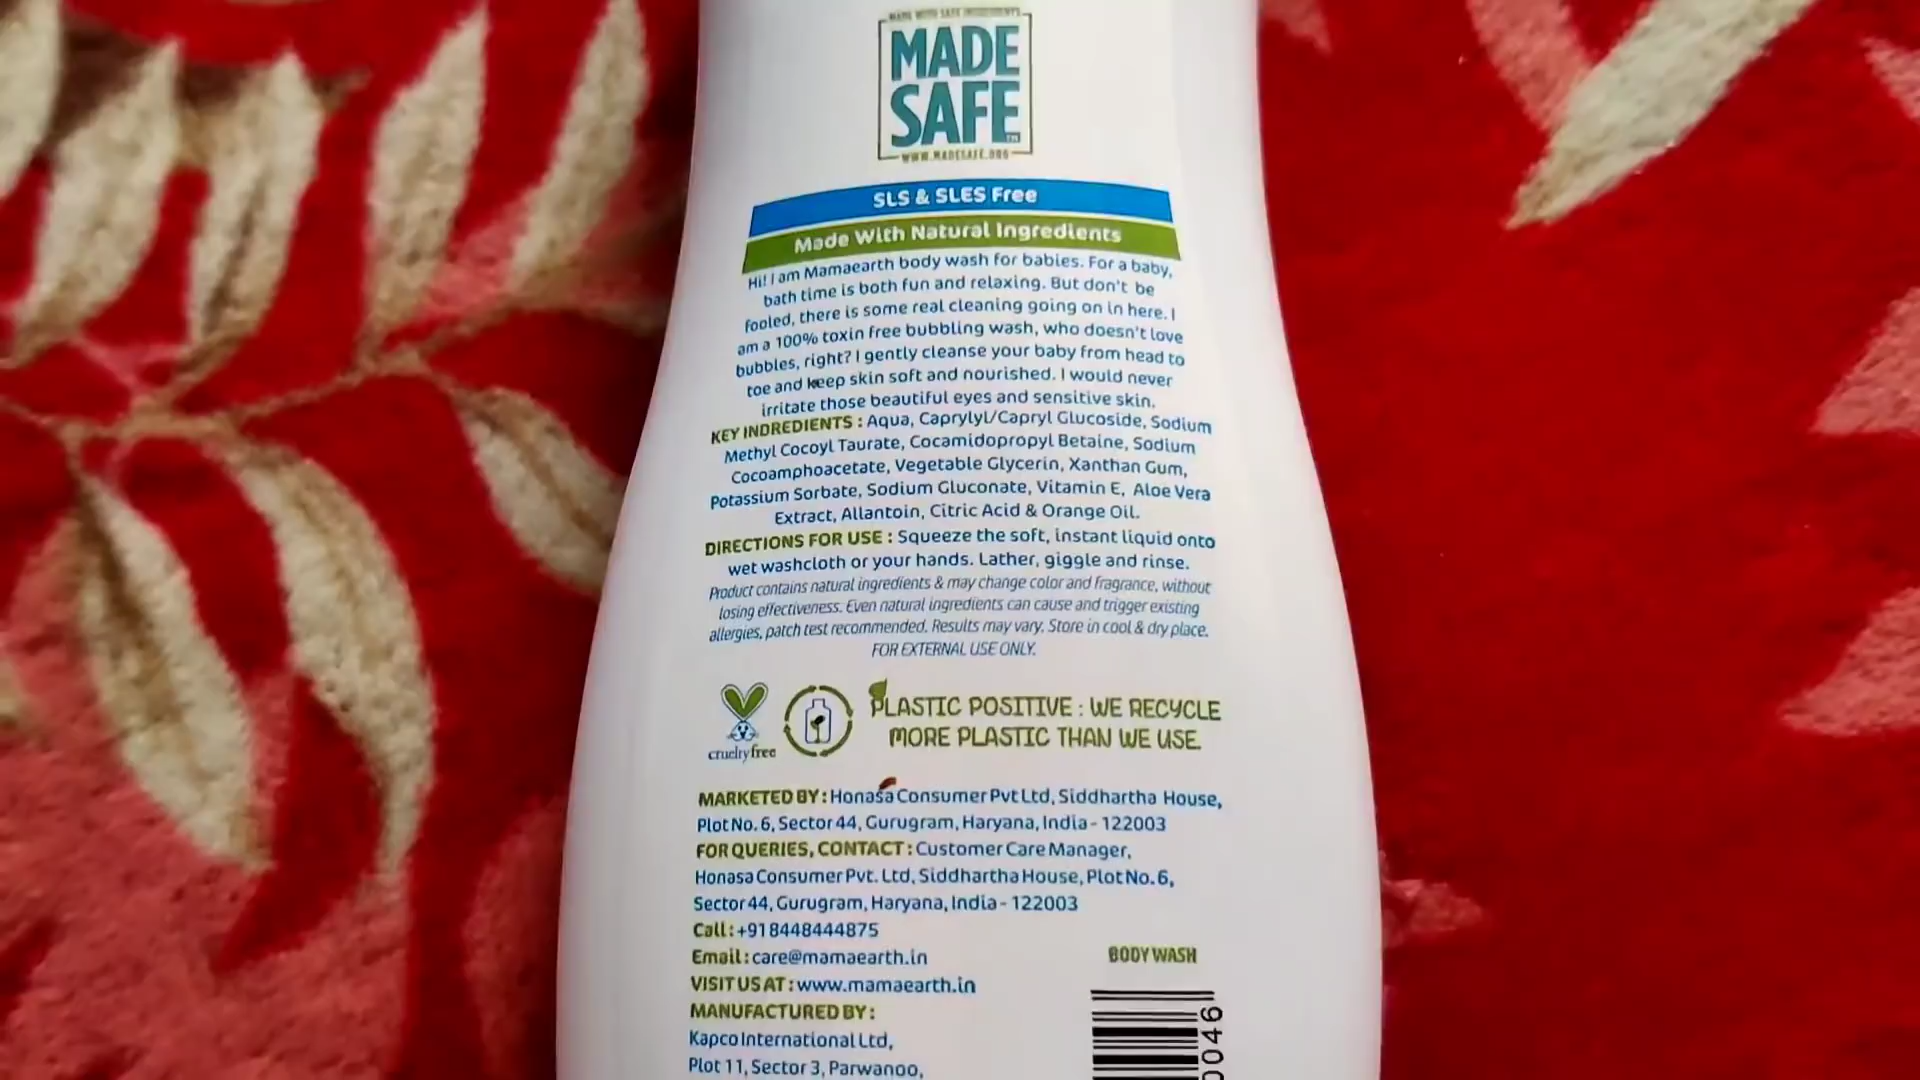 MADE WITH SAFE INGREDIENTS
MADE
SAFE
TM
WWW.MADESAFE.ORG
SLS & SLES Free
Made With Natural Ingredients
Hi! I am Mamaearth body wash for babies. For a baby,
bath time is both fun and relaxing. But don't be
fooled, there is some real cleaning going on in here. I
am a 100% toxin free bubbling wash, who doesn't love
bubbles, right? I gently cleanse your baby from head to
toe and keep skin soft and nourished. I would never
irritate those beautiful eyes and sensitive skin.
KEY INGREDIENTS : Aqua, Caprylyl/Capryl Glucoside, Sodium
Methyl Cocoyl Taurate, Cocamidopropyl Betaine, Sodium
Cocoamphoacetate, Vegetable Glycerin, Xanthan Gum,
Potassium Sorbate, Sodium Gluconate, Vitamin E, Aloe Vera
Extract, Allantoin, Citric Acid & Orange Oil.
DIRECTIONS FOR USE : Squeeze the soft, instant liquid onto
wet washcloth or your hands. Lather, giggle and rinse.
Product contains natural ingredients & may change color and fragrance, without
losing effectiveness. Even natural ingredients can cause and trigger existing
allergies, patch test recommended. Results may vary. Store in cool & dry place.
FOR EXTERNAL USE ONLY.
crueltyfree
PLASTIC POSITIVE : WE RECYCLE
MORE PLASTIC THAN WE USE.
MARKETED BY : Honasa Consumer Pvt Ltd, Siddhartha House,
Plot No. 6, Sector 44, Gurugram, Haryana, India - 122003
FOR QUERIES, CONTACT : Customer Care Manager,
Honasa Consumer Pvt. Ltd, Siddhartha House, Plot No. 6,
Sector 44, Gurugram, Haryana, India - 122003
Call : +918448444875
Email : care@mamaearth.in
VISIT US AT : www.mamaearth.in
MANUFACTURED BY :
Kapco International Ltd,
Plot 11, Sector 3, Parwanoo,
BODY WASH
0046